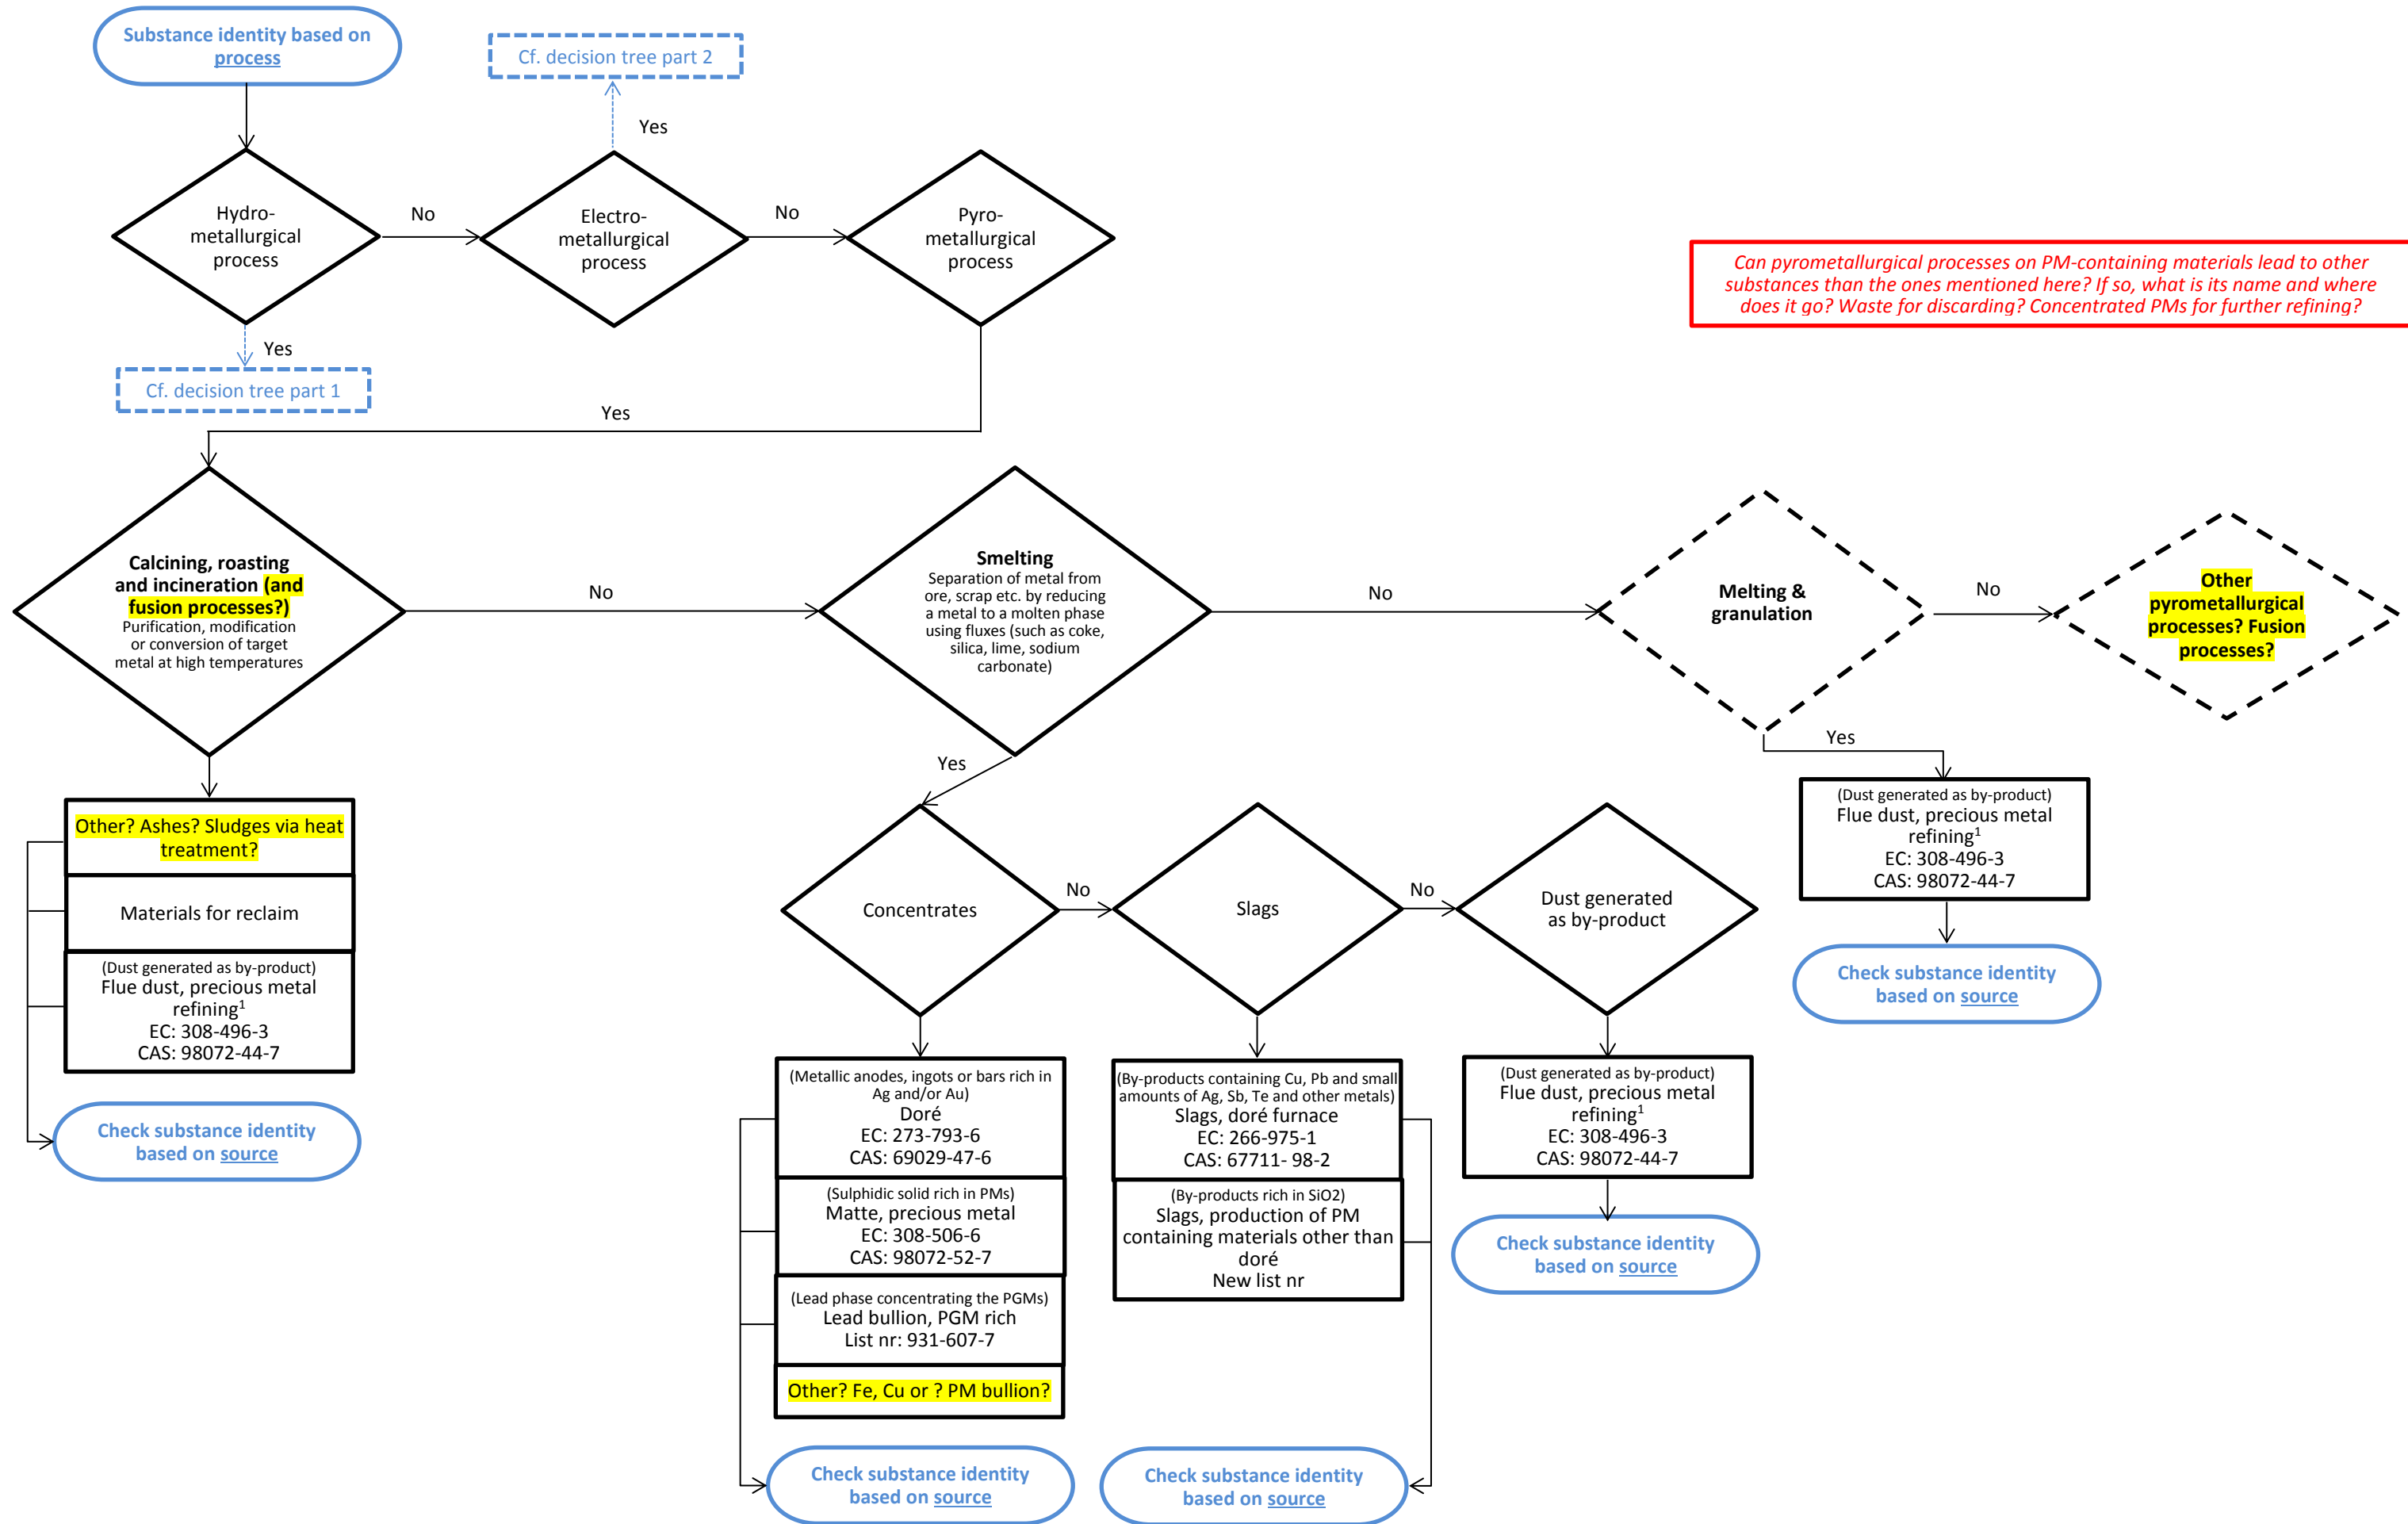 Substance identity based on
process
Cf. decision tree part 2
Yes
Hydro-
metallurgical
process
No
Electro-
metallurgical
process
No
Pyro-
metallurgical
process
Can pyrometallurgical processes on PM-containing materials lead to other
substances than the ones mentioned here? If so, what is its name and where
does it go? Waste for discarding? Concentrated PMs for further refining?
Yes
Cf. decision tree part 1
Yes
Calcining, roasting
and incineration (and
fusion processes?)
Purification, modification
or conversion of target
metal at high temperatures
No
Smelting
Separation of metal from
ore, scrap etc. by reducing
a metal to a molten phase
using fluxes (such as coke,
silica, lime, sodium
carbonate)
No
Melting &
granulation
No
Other
pyrometallurgical
processes? Fusion
processes?
Yes
Yes
Other? Ashes? Sludges via heat
treatment?
Materials for reclaim
(Dust generated as by-product)
Flue dust, precious metal
refining1
EC: 308-496-3
CAS: 98072-44-7
Check substance identity
based on source
Concentrates
No
Slags
No
Dust generated
as by-product
(Dust generated as by-product)
Flue dust, precious metal
refining1
EC: 308-496-3
CAS: 98072-44-7
Check substance identity
based on source
(Metallic anodes, ingots or bars rich in
Ag and/or Au)
Doré
EC: 273-793-6
CAS: 69029-47-6
(Sulphidic solid rich in PMs)
Matte, precious metal
EC: 308-506-6
CAS: 98072-52-7
(Lead phase concentrating the PGMs)
Lead bullion, PGM rich
List nr: 931-607-7
Other? Fe, Cu or ? PM bullion?
Check substance identity
based on source
(By-products containing Cu, Pb and small
amounts of Ag, Sb, Te and other metals)
Slags, doré furnace
EC: 266-975-1
CAS: 67711- 98-2
(By-products rich in SiO2)
Slags, production of PM
containing materials other than
doré
New list nr
Check substance identity
based on source
(Dust generated as by-product)
Flue dust, precious metal
refining1
EC: 308-496-3
CAS: 98072-44-7
Check substance identity
based on source